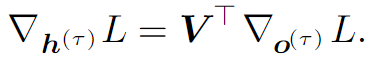 ∇_{h^{(τ)}} L = V^⊤ ∇_{o^{(τ)}} L.